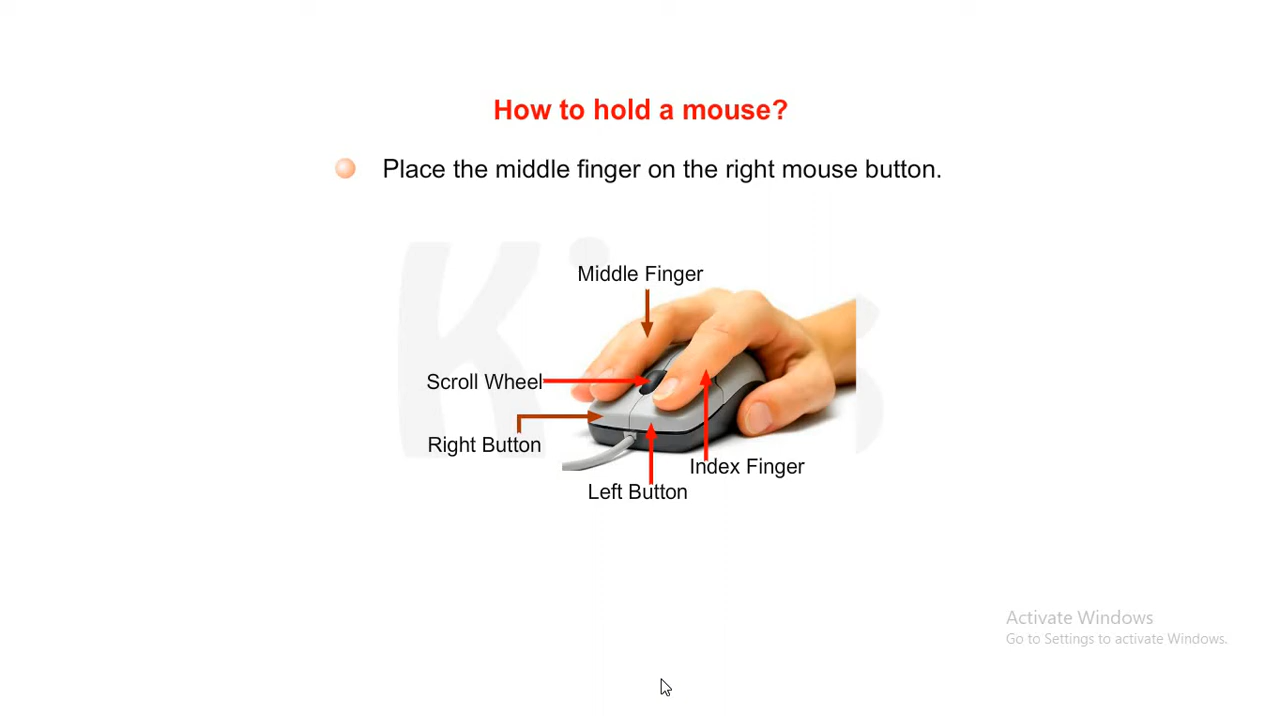 How to hold a mouse?
Place the middle finger on the right mouse button.
Middle Finger
Scroll Wheel
Right Button
Index Finger
Left Button
Activate Windows
Go to Settings to activate Windows.